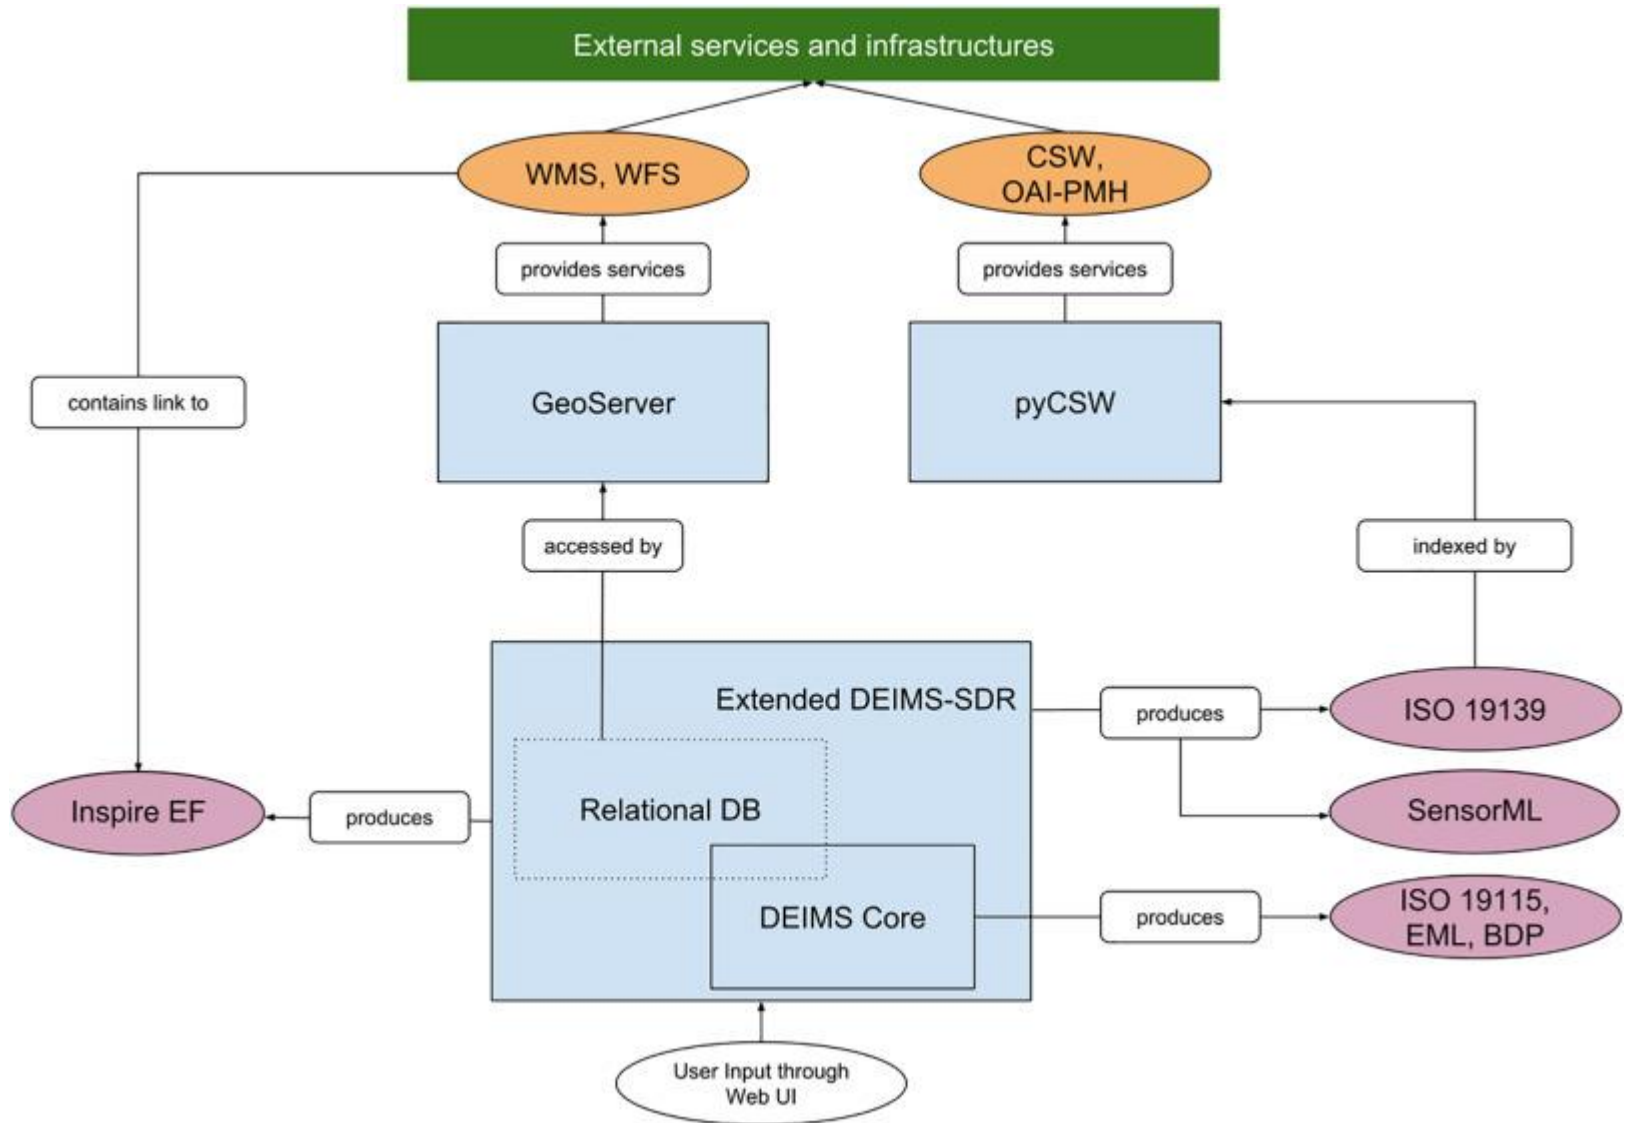 External services and infrastructures
WMS, WFS
CSW,
OAI-PMH
provides services
provides services
contains link to
GeoServer
pyCSW
accessed by
indexed by
Extended DEIMS-SDR
produces
ISO 19139
Inspire EF
produces
Relational DB
SensorML
DEIMS Core
produces
ISO 19115,
EML, BDP
User Input through
Web UI